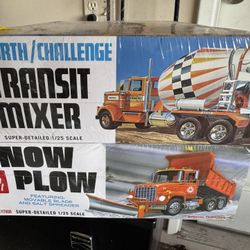 RTH/CHALLENGE
TRANSIT
MIXER
SUPER-DETAILED 1/25 SCALE
NOW
PLOW
FEATURING
MOVABLE BLADE
AND SALT SPREADER
SUPER-DETAILED 1/25 SCALE